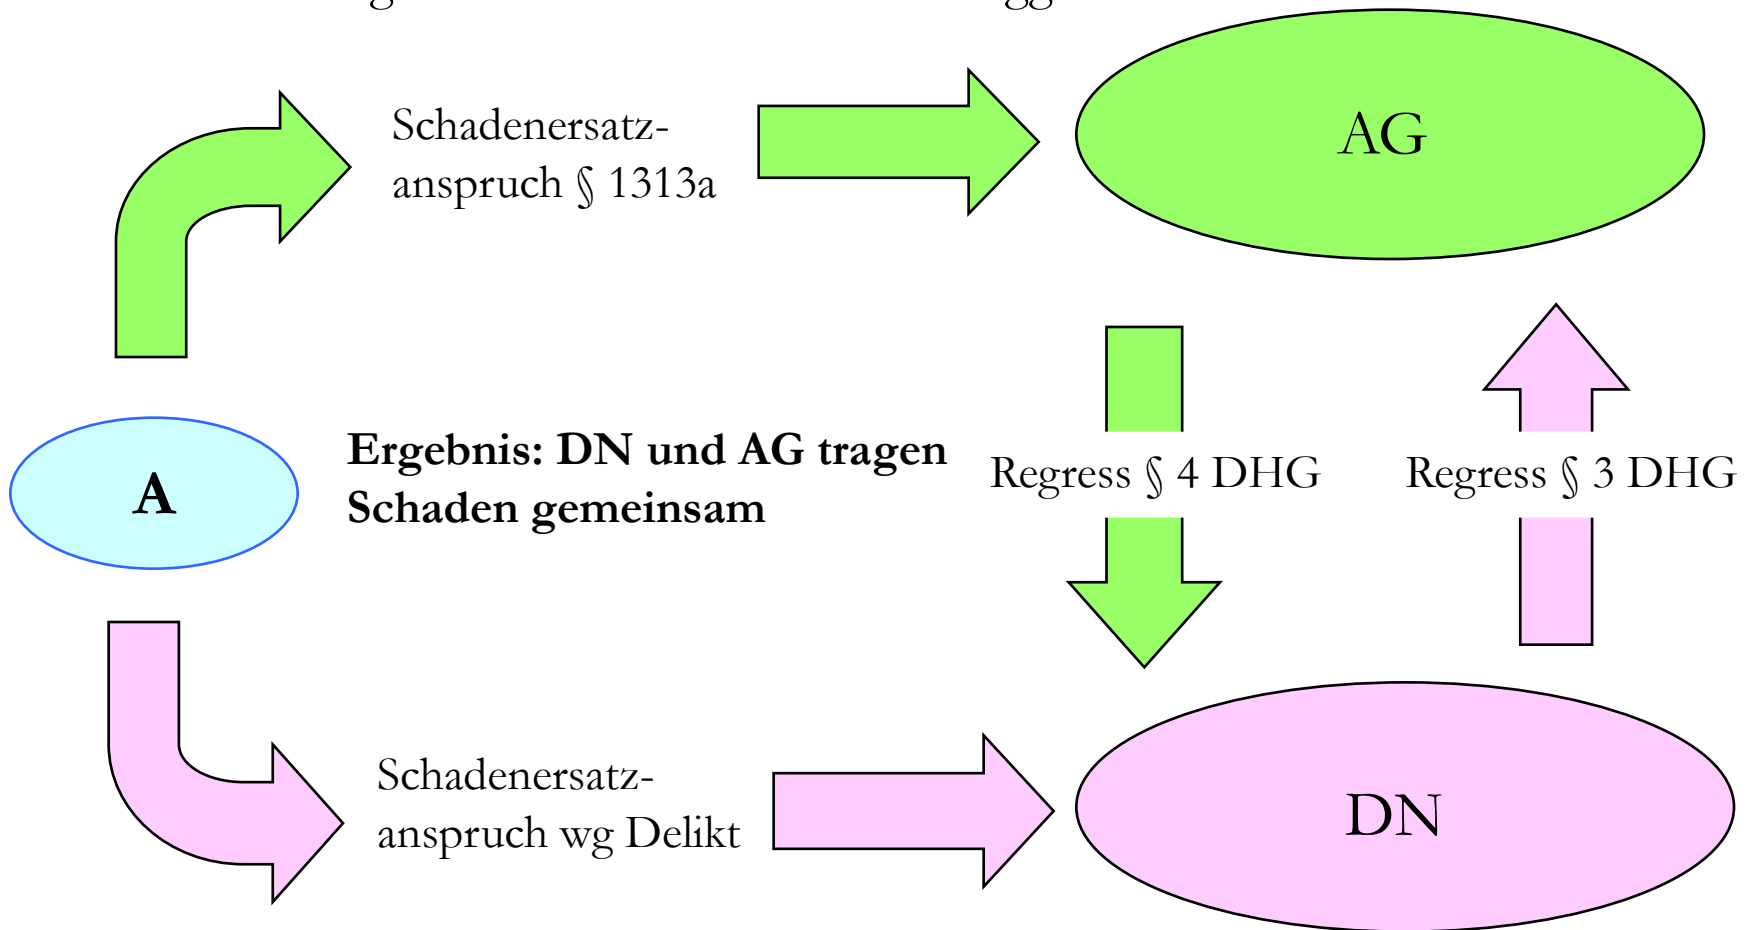 Schadenersatz-
anspruch § 1313a
AG
A
Ergebnis: DN und AG tragen
Schaden gemeinsam
Regress § 4 DHG
Regress § 3 DHG
Schadenersatz-
anspruch wg Delikt
DN